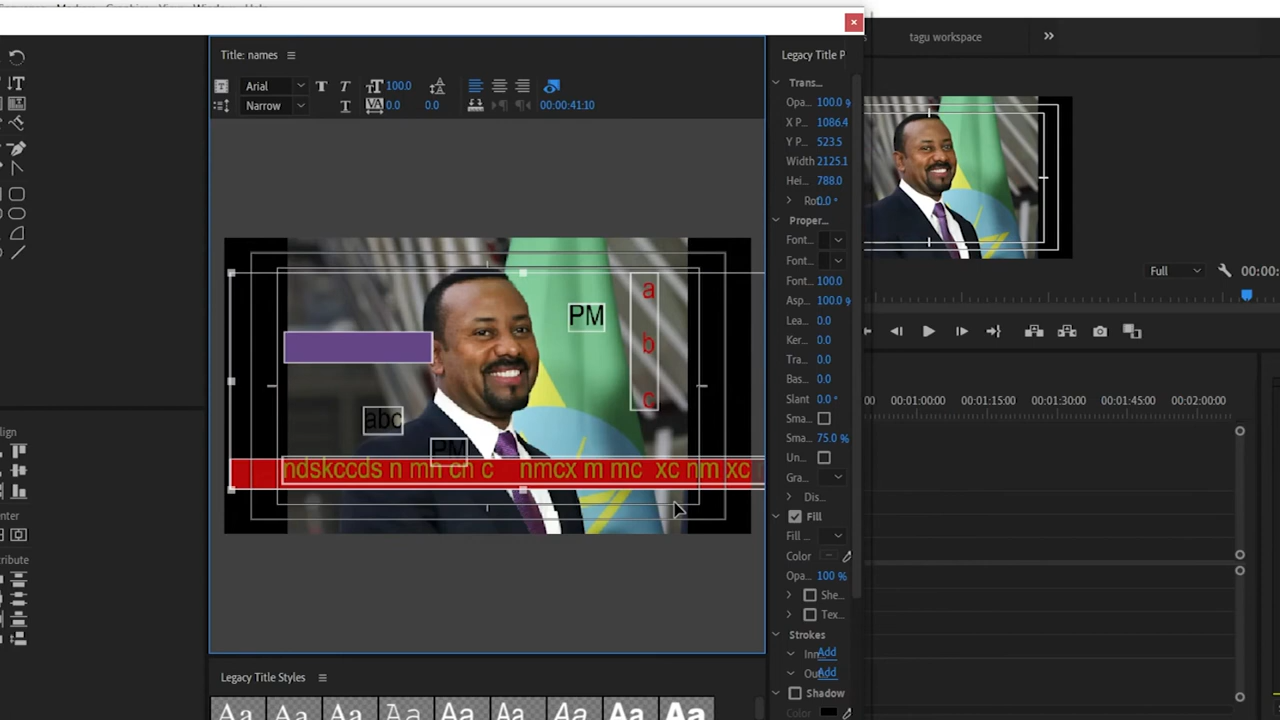 Title: names
Legacy Title P
tagu workspace
Arial
100.0
Narrow
0.0
0.0
00:00:41:10
Trans...
Opa... 100.0 %
X P... 1086.4
Y P... 523.5
Width 2125.1
Hei... 788.0
Rot 0.0 °
Proper...
Font...
Font...
Font... 100.0
Asp... 100.0 %
Lea... 0.0
Ker... 0.0
Tra... 0.0
Bas... 0.0
Slant 0.0 °
Sma...
Sma... 75.0 %
Un...
Gra...
Dis...
Fill
Fill ...
Color
Opa... 100 %
She...
Tex...
Strokes
Inn... Add
Out... Add
Shadow
Color
PM
a
b
c
abc
PM
ndskccds n mn cn c nmcx m mc xc nm xc
Full
00:00:
00 00:01:00:00 00:01:15:00 00:01:30:00 00:01:45:00 00:02:00:00
lign
enter
tribute
Legacy Title Styles
Aa Aa Aa Aa Aa Aa Aa Aa Aa